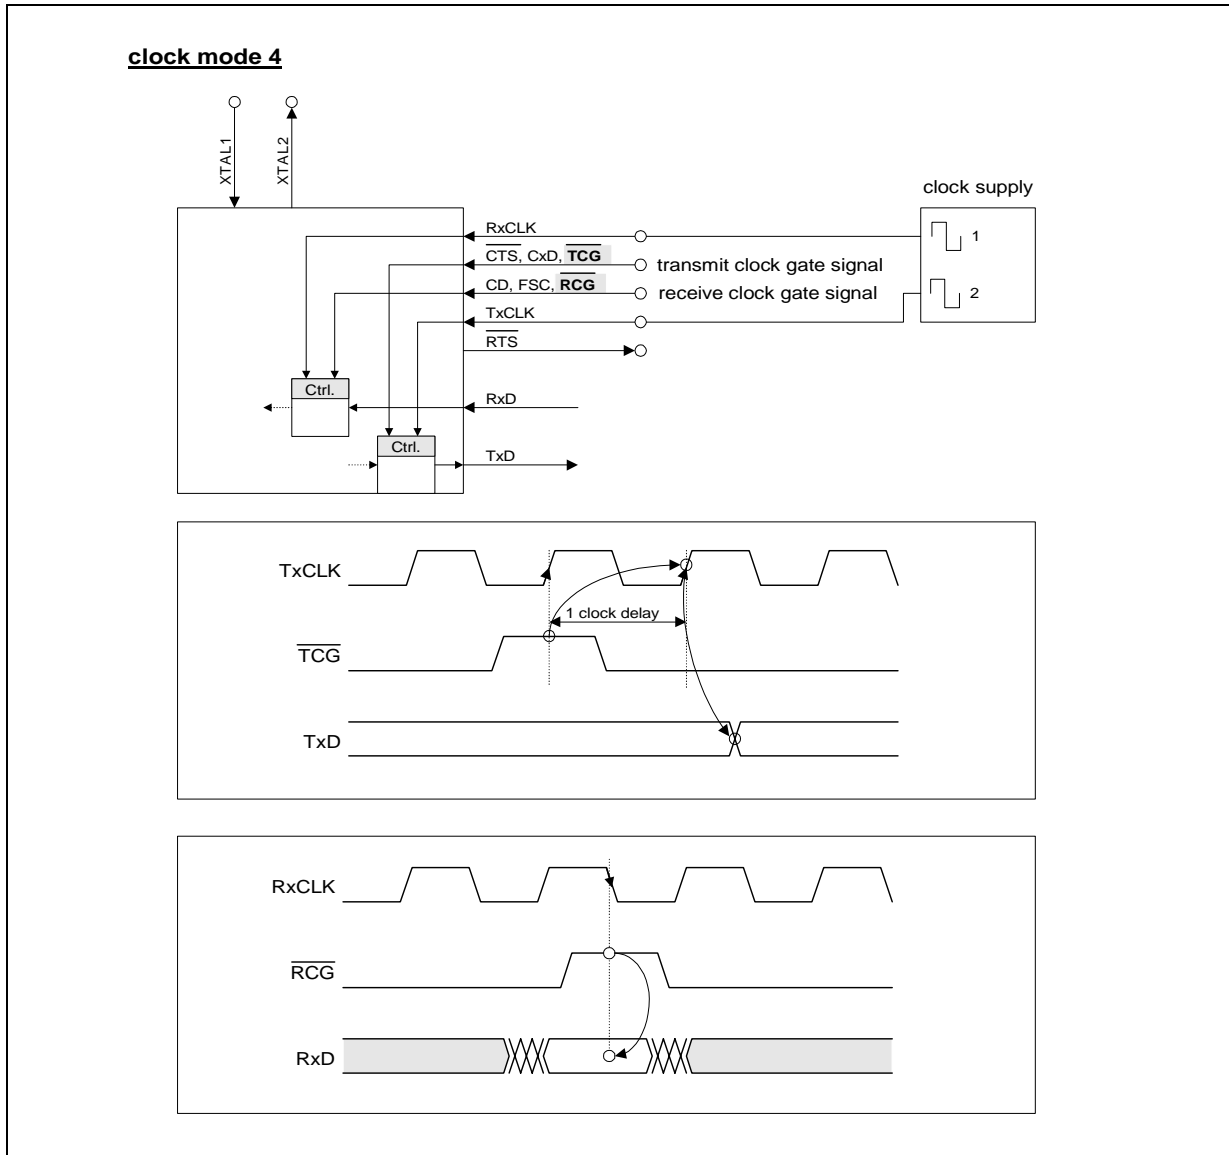 clock mode 4
XTAL1
XTAL2
clock supply
RxCLK
1
CTS, CxD, TCG
transmit clock gate signal
CD, FSC, RCG
receive clock gate signal
2
TxCLK
RTS
Ctrl.
RxD
Ctrl.
TxD
TxCLK
1 clock delay
TCG
TxD
RxCLK
RCG
RxD